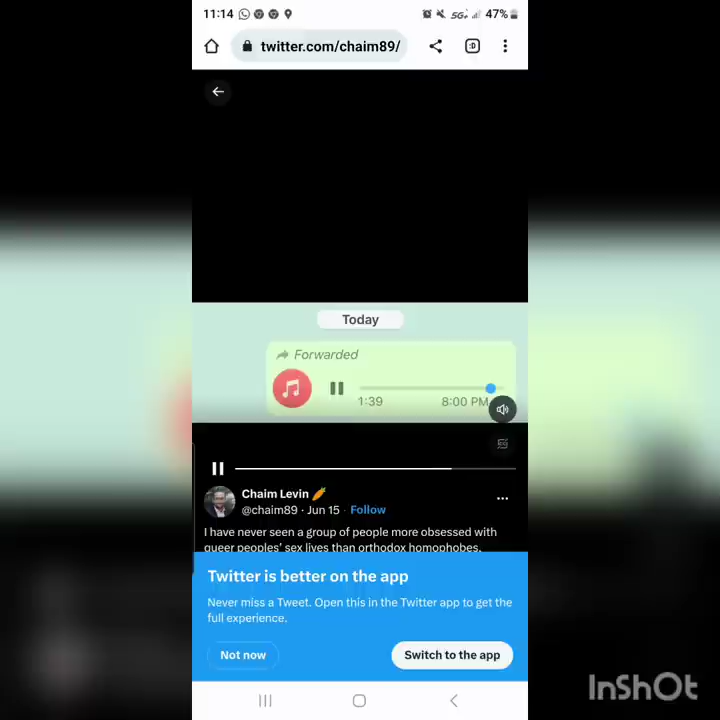 11:14 5G+ 47%
twitter.com/chaim89/ :D
Today
Forwarded
1:39 8:00 PM
Chaim Levin 🥕
@chaim89 · Jun 15 · Follow
I have never seen a group of people more obsessed with
queer peoples’ sex lives than orthodox homophobes.
Twitter is better on the app
Never miss a Tweet. Open this in the Twitter app to get the
full experience.
Not now Switch to the app
InShOt